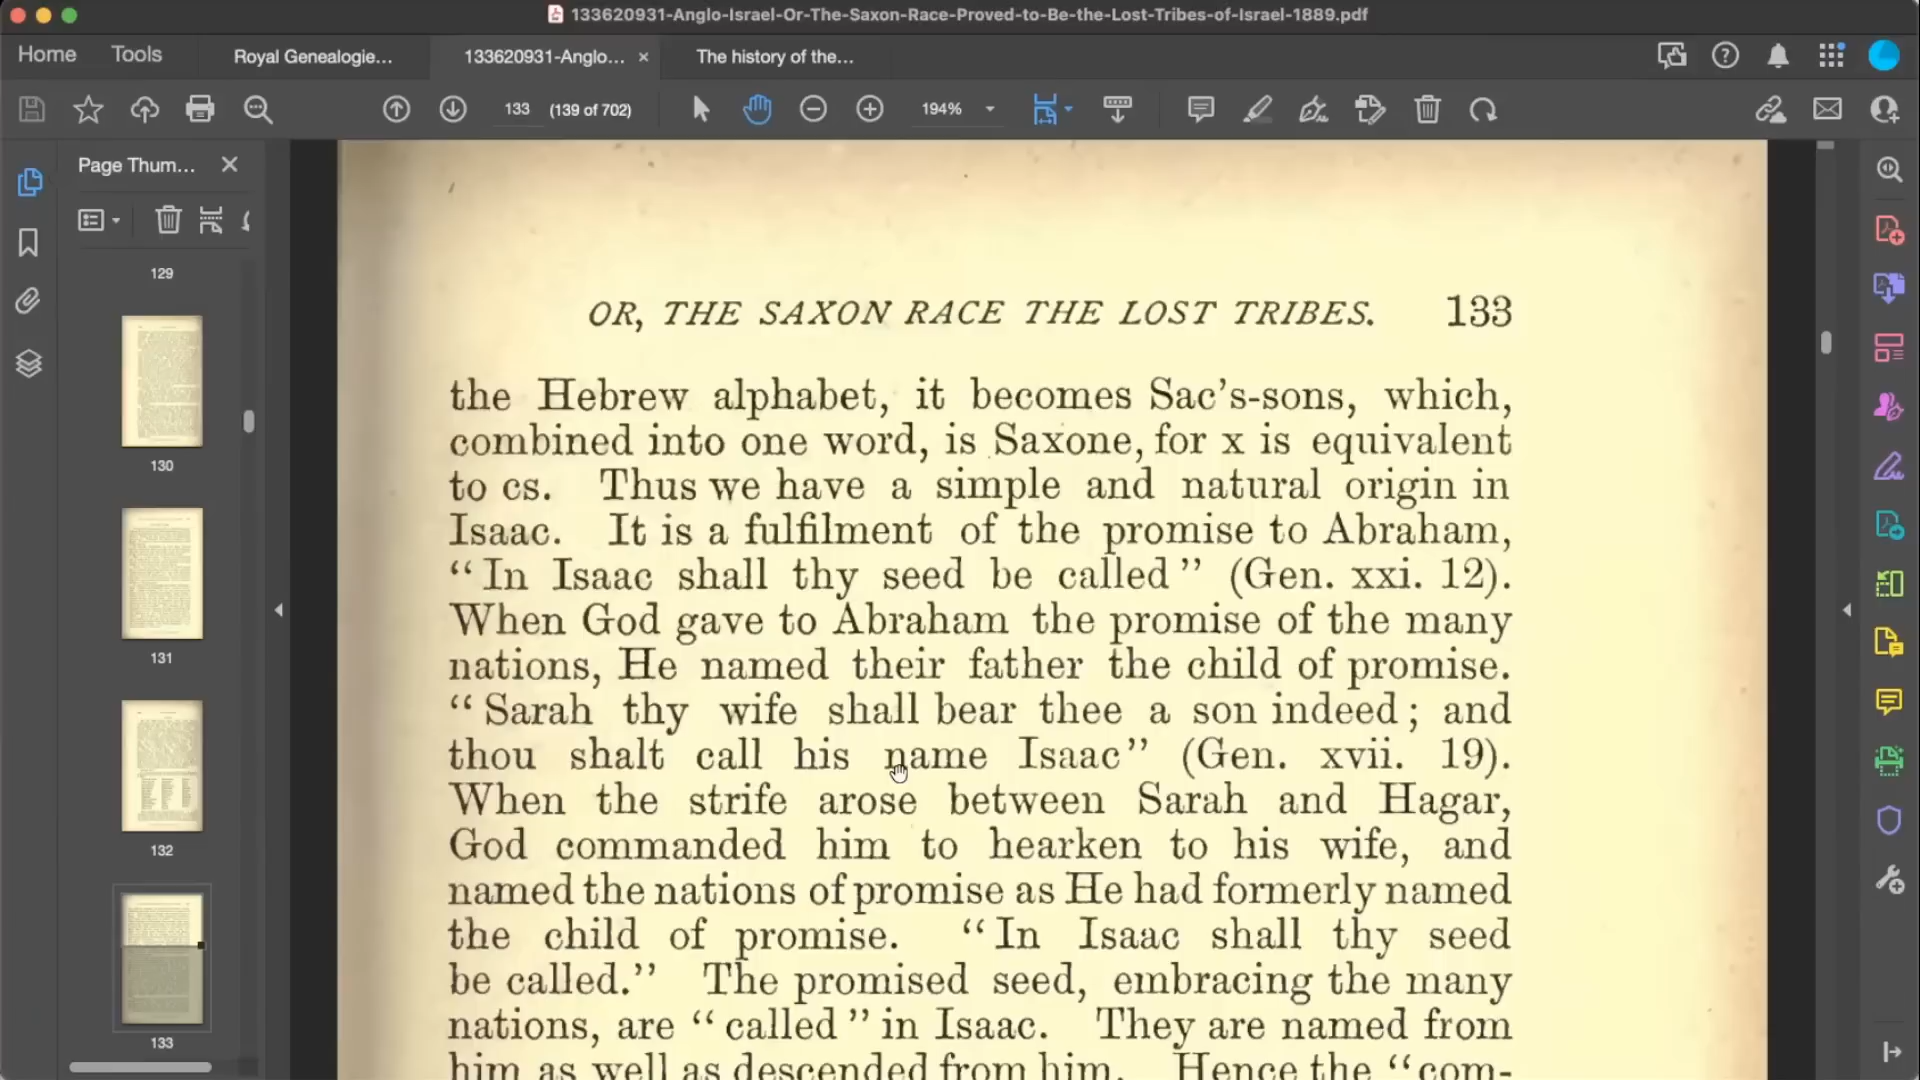 133620931-Anglo-Israel-Or-The-Saxon-Race-Proved-to-Be-the-Lost-Tribes-of-Israel-1889.pdf
Home Tools Royal Genealogie... 133620931-Anglo... × The history of the...
133 (139 of 702) 194%
Page Thum...
129
130
131
132
133
OR, THE SAXON RACE THE LOST TRIBES. 133
the Hebrew alphabet, it becomes Sac’s-sons, which,
combined into one word, is Saxone, for x is equivalent
to cs. Thus we have a simple and natural origin in
Isaac. It is a fulfilment of the promise to Abraham,
“In Isaac shall thy seed be called” (Gen. xxi. 12).
When God gave to Abraham the promise of the many
nations, He named their father the child of promise.
“Sarah thy wife shall bear thee a son indeed; and
thou shalt call his name Isaac” (Gen. xvii. 19).
When the strife arose between Sarah and Hagar,
God commanded him to hearken to his wife, and
named the nations of promise as He had formerly named
the child of promise. “In Isaac shall thy seed
be called.” The promised seed, embracing the many
nations, are “called” in Isaac. They are named from
him as well as descended from him. Hence the “com-